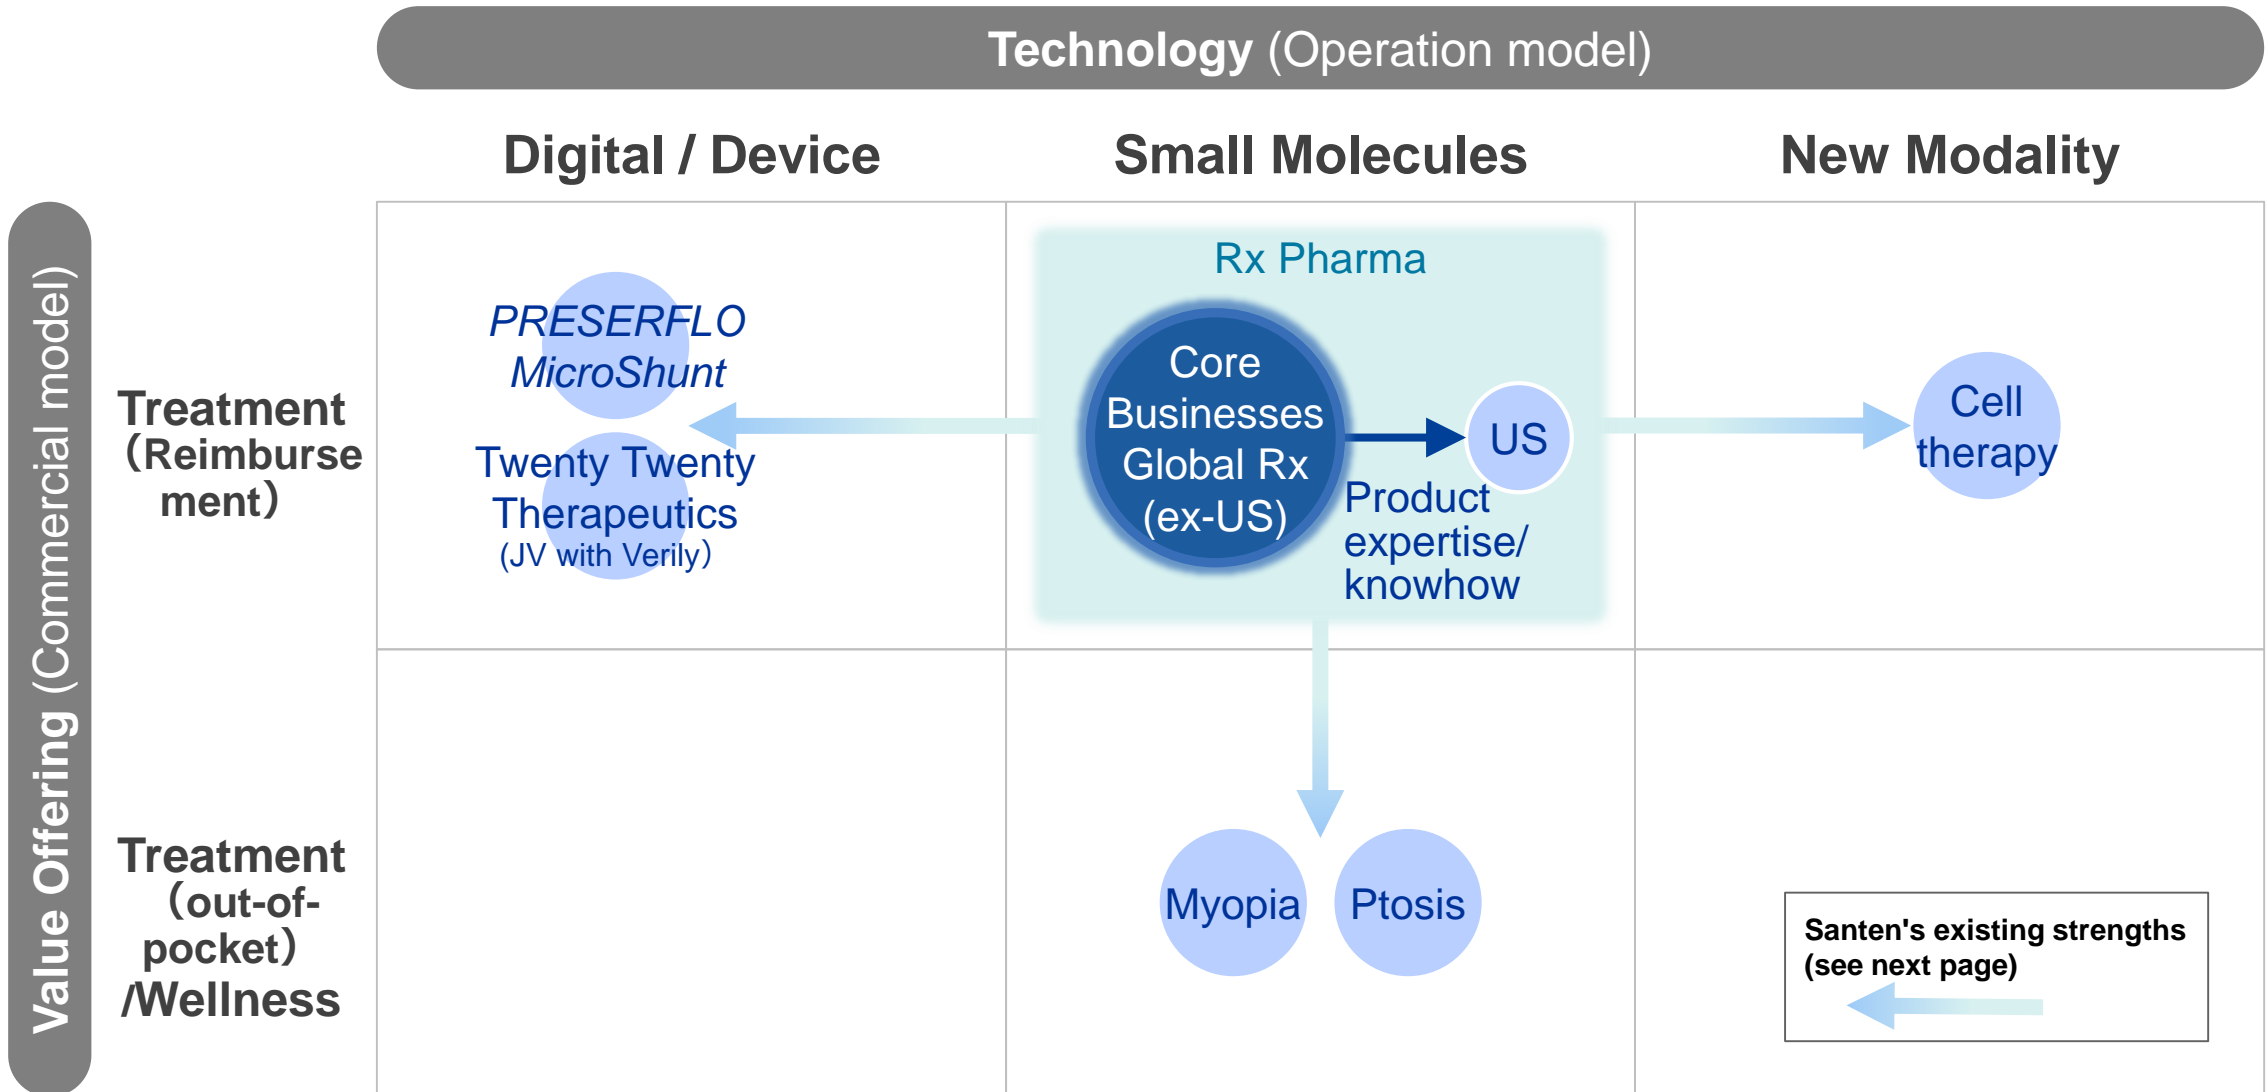 Technology (Operation model)
Digital / Device
Small Molecules
New Modality
Value Offering (Commercial model)
Treatment
（Reimburse
ment）
PRESERFLO
MicroShunt
Twenty Twenty
Therapeutics
(JV with Verily）
Rx Pharma
Core
Businesses
Global Rx
(ex-US)
US
Product
expertise/
knowhow
Cell
therapy
Treatment
（out-of-
pocket）
/Wellness
Myopia
Ptosis
Santen's existing strengths
(see next page)